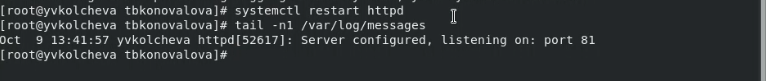 [root@yvkolcheva tbkonovalova]# systemctl restart httpd
[root@yvkolcheva tbkonovalova]# tail -n1 /var/log/messages
Oct  9 13:41:57 yvkolcheva httpd[52617]: Server configured, listening on: port 81
[root@yvkolcheva tbkonovalova]#